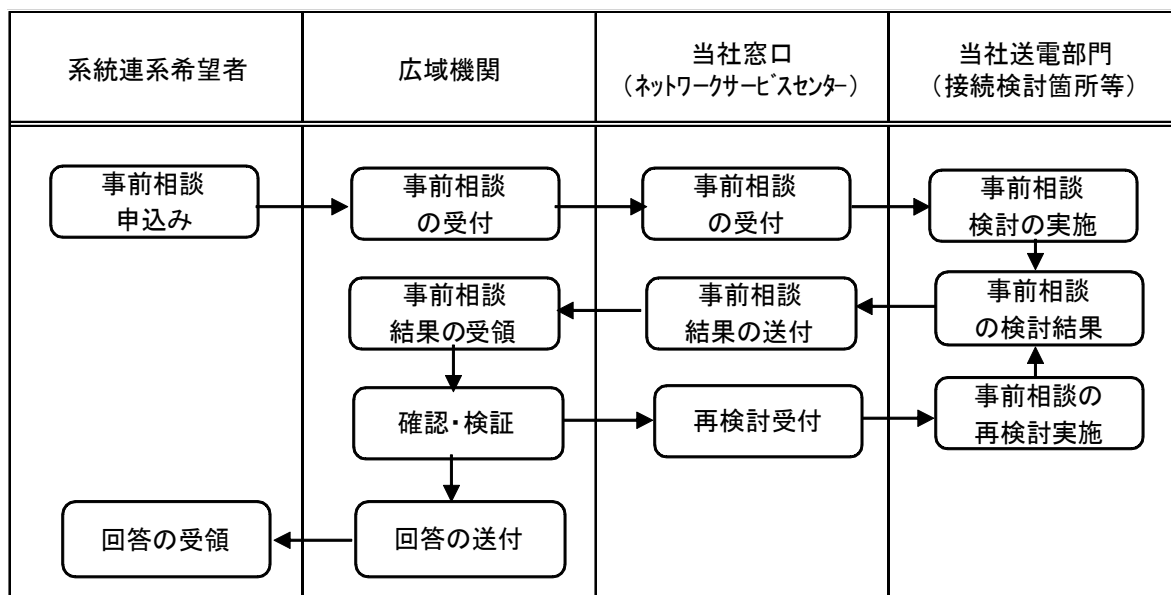 系統連系希望者
広域機関
当社窓口
（ﾈｯﾄﾜｰｸｻｰﾋﾞｽｾﾝﾀｰ）
当社送電部門
（接続検討箇所等）
事前相談
申込み
事前相談
の受付
事前相談
の受付
事前相談
検討の実施
事前相談
結果の受領
事前相談
結果の送付
事前相談
の検討結果
確認・検証
再検討受付
事前相談の
再検討実施
回答の受領
回答の送付